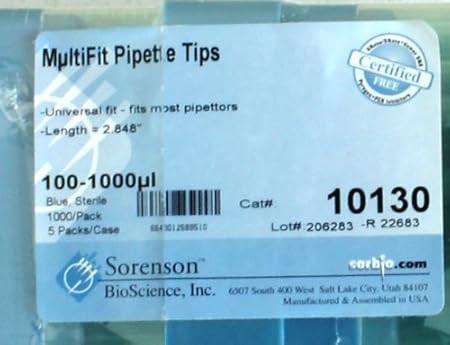 MµltiFit Pipette Tips
Certified
FREE
-Universal fit - fits most pipettors
-Length = 2.848"
100-1000µl
Blue, Sterile
1000/Pack
5 Packs/Case
Cat#: 10130
Lot#: 206283 -R 22683
Sorenson™
BioScience, Inc.
sorbio.com
6507 South 400 West Salt Lake City, Utah 84107
Manufactured & Assembled in USA